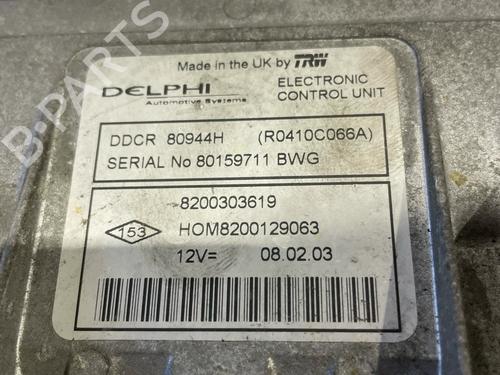 Made in the UK by TRW
DELPHI
Automotive Systems
ELECTRONIC
CONTROL UNIT
DDCR 80944H (R0410C066A)
SERIAL No 80159711 BWG
8200303619
153
HOM8200129063
12V= 08.02.03
B-PARTS